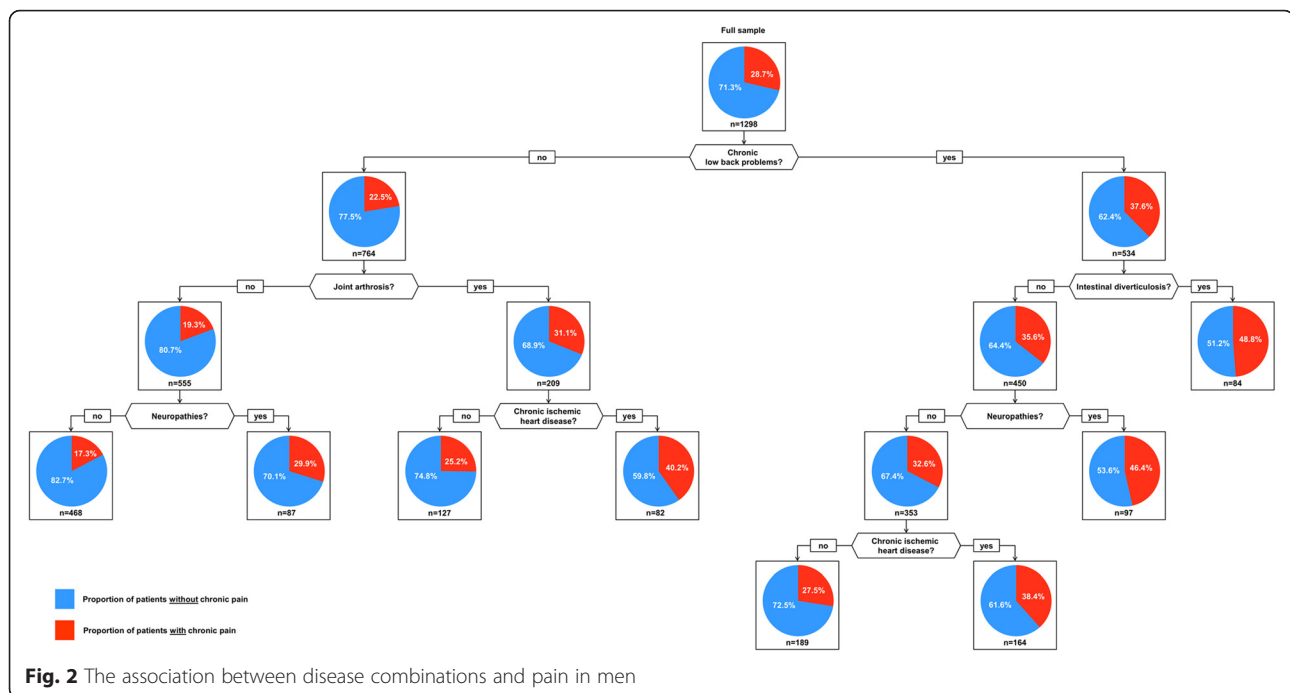 Full sample
28.7%
71.3%
n=1298
Chronic
low back problems?
no
yes
22.5%
77.5%
n=764
37.6%
62.4%
n=534
Joint arthrosis?
no
yes
Intestinal diverticulosis?
no
yes
19.3%
80.7%
n=555
31.1%
68.9%
n=209
35.6%
64.4%
n=450
51.2%
48.8%
n=84
Neuropathies?
no
yes
Chronic ischemic
heart disease?
no
yes
Neuropathies?
no
yes
17.3%
82.7%
n=468
29.9%
70.1%
n=87
25.2%
74.8%
n=127
40.2%
59.8%
n=82
32.6%
67.4%
n=353
53.6%
46.4%
n=97
Chronic ischemic
heart disease?
no
yes
27.5%
72.5%
n=189
38.4%
61.6%
n=164
Proportion of patients without chronic pain
Proportion of patients with chronic pain
Fig. 2 The association between disease combinations and pain in men